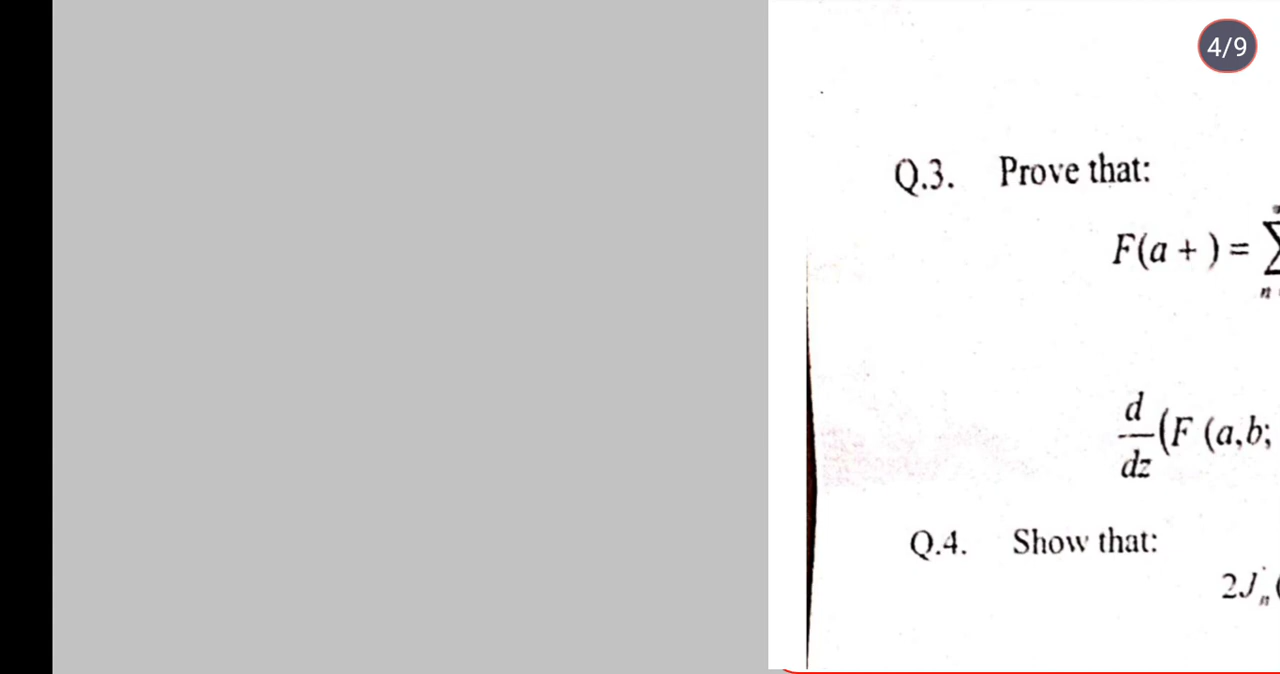 4/9
Q.3. Prove that:
F(a + ) = ∑
n
d/dz (F (a,b;
Q.4. Show that:
2J'n(